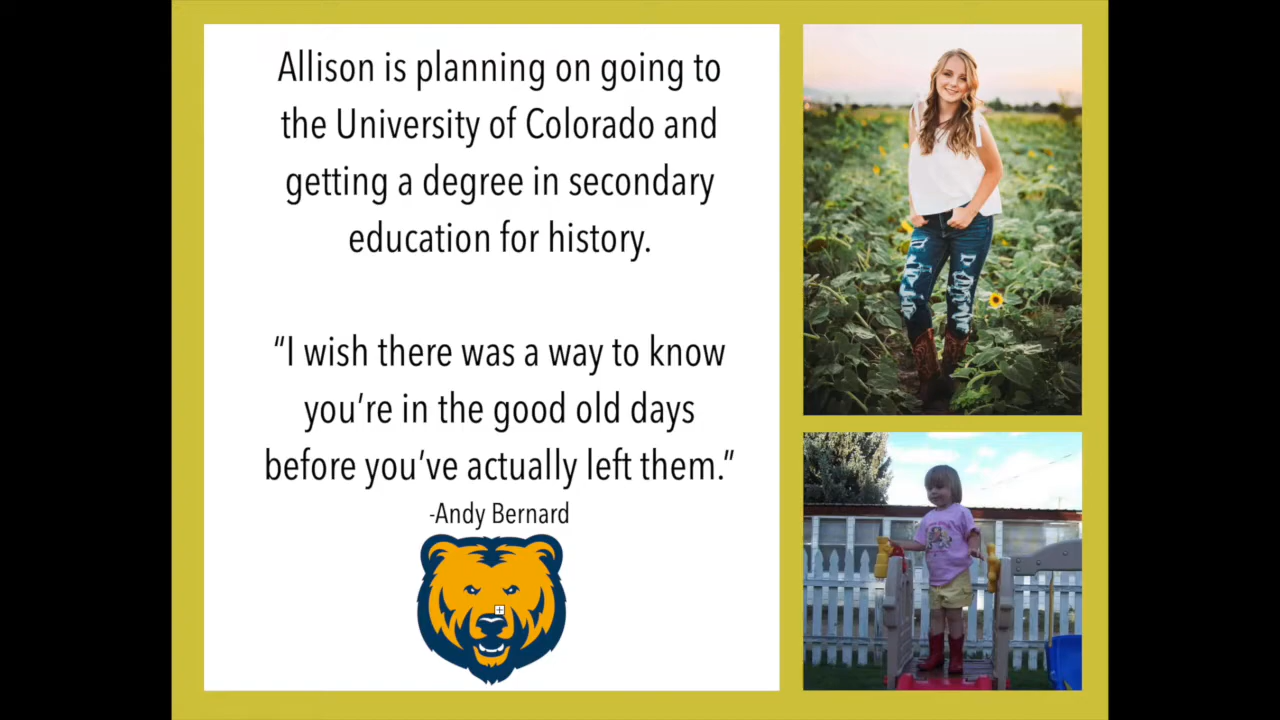 Allison is planning on going to
the University of Colorado and
getting a degree in secondary
education for history.
“I wish there was a way to know
you’re in the good old days
before you’ve actually left them.”
-Andy Bernard